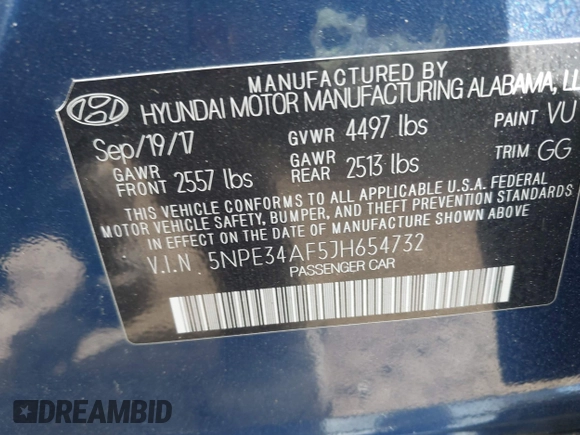 MANUFACTURED BY
HYUNDAI MOTOR MANUFACTURING ALABAMA, LL
Sep/19/17 GVWR 4497 lbs PAINT VU
GAWR FRONT 2557 lbs GAWR REAR 2513 lbs TRIM GG
THIS VEHICLE CONFORMS TO ALL APPLICABLE U.S.A. FEDERAL
MOTOR VEHICLE SAFETY, BUMPER, AND THEFT PREVENTION STANDARDS
IN EFFECT ON THE DATE OF MANUFACTURE SHOWN ABOVE
V.I.N 5NPE34AF5JH654732
PASSENGER CAR
DREAMBID